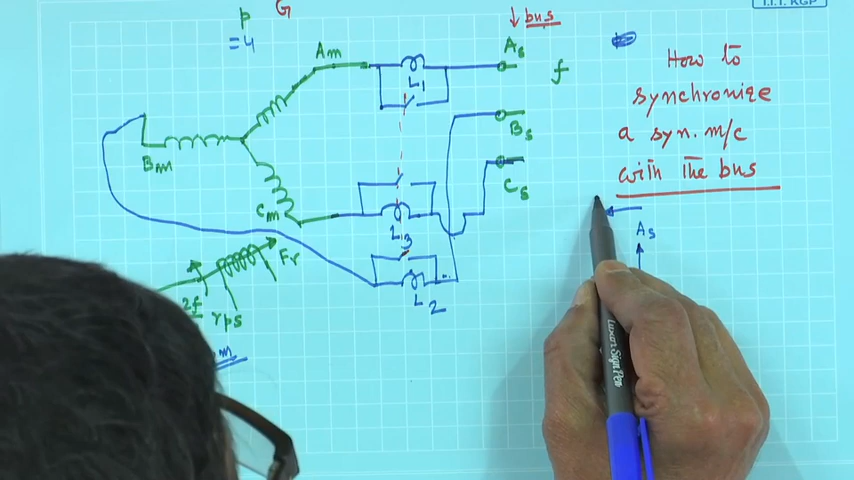 I.I.T. KGP
p
G
= 4
↓ bus
Am
As
f
L1
How to
synchronize
a syn. m/c
with the bus
Bs
Bm
Cs
Cm
L3
As
Fr
2f
rps
L2
m
Luxor Sign Pen